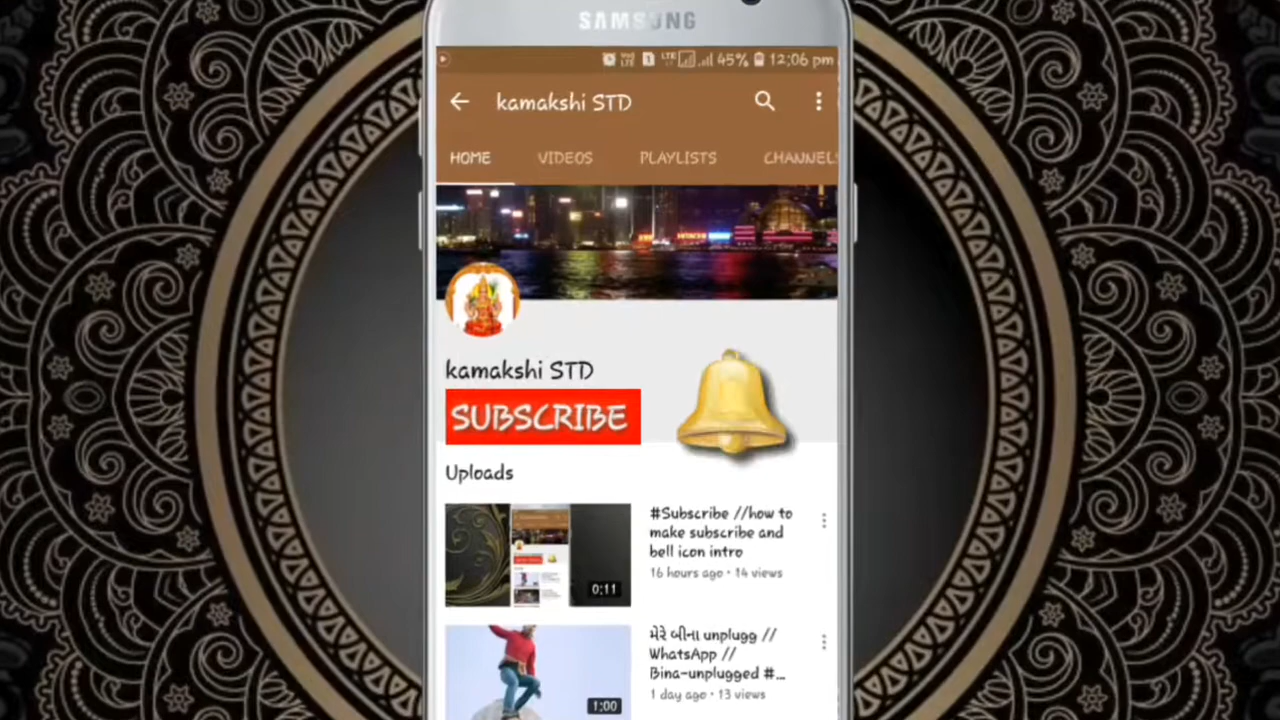 SAMSUNG
45% 12:06 pm
kamakshi STD
HOME VIDEOS PLAYLISTS CHANNELS
HITACHI
kamakshi STD
SUBSCRIBE
Uploads
#Subscribe //how to
make subscribe and
bell icon intro
16 hours ago • 14 views
0:11
મેરે બીના unplugg //
WhatsApp //
Bina-unplugged #...
1 day ago • 13 views
1:00